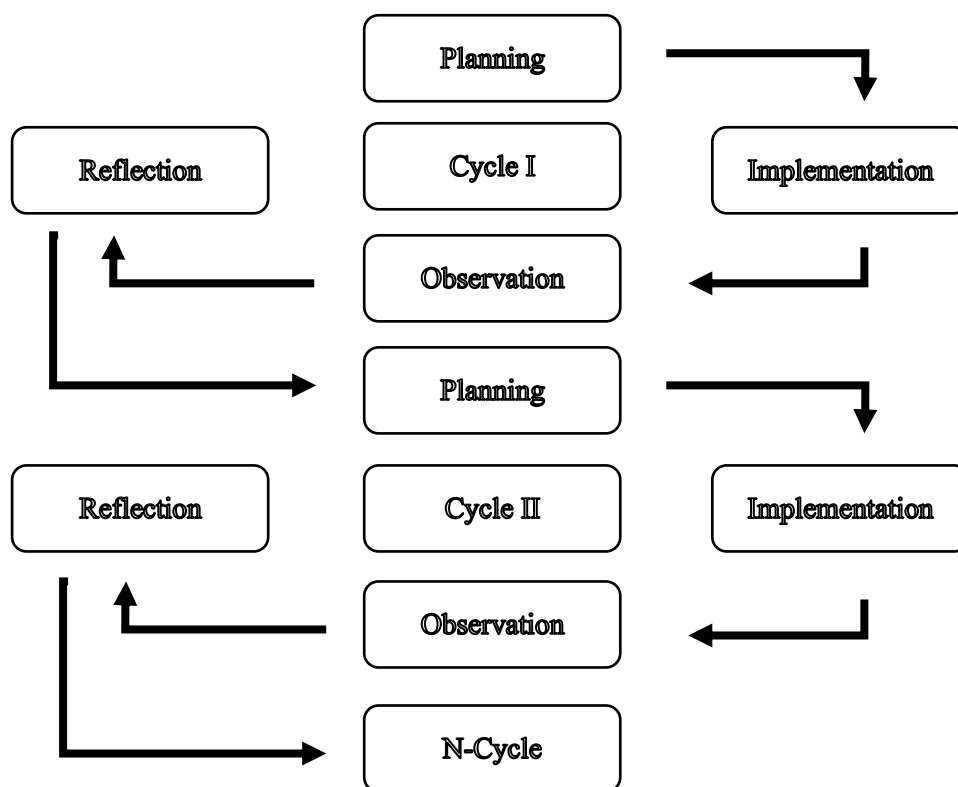 Planning
Reflection
Cycle I
Implementation
Observation
Planning
Reflection
Cycle II
Implementation
Observation
N-Cycle